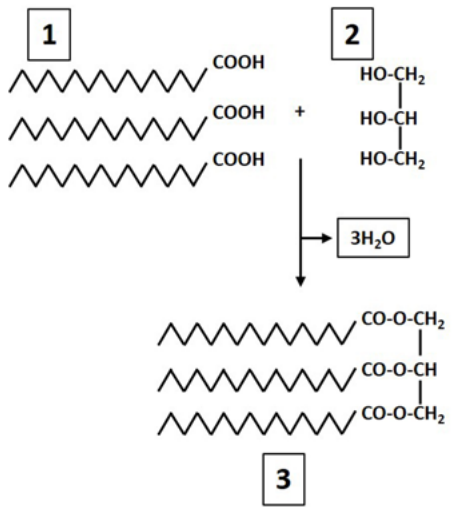 1
2
COOH
HO-CH₂
COOH
+
HO-CH
COOH
HO-CH₂
3H₂O
CO-O-CH₂
CO-O-CH
CO-O-CH₂
3